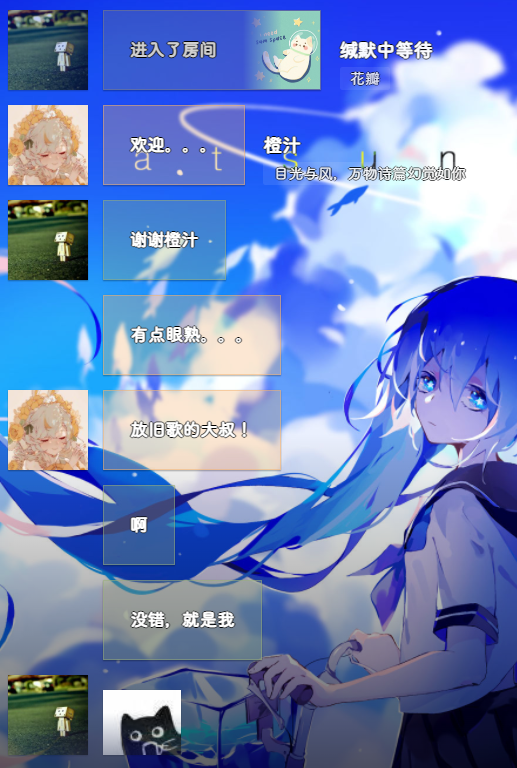 进入了房间
缄默中等待
花瓣
欢迎。。。
橙汁
a t s u n
目光与风，万物诗篇幻觉如你
谢谢橙汁
有点眼熟。。。
放旧歌的大叔！
啊
没错，就是我